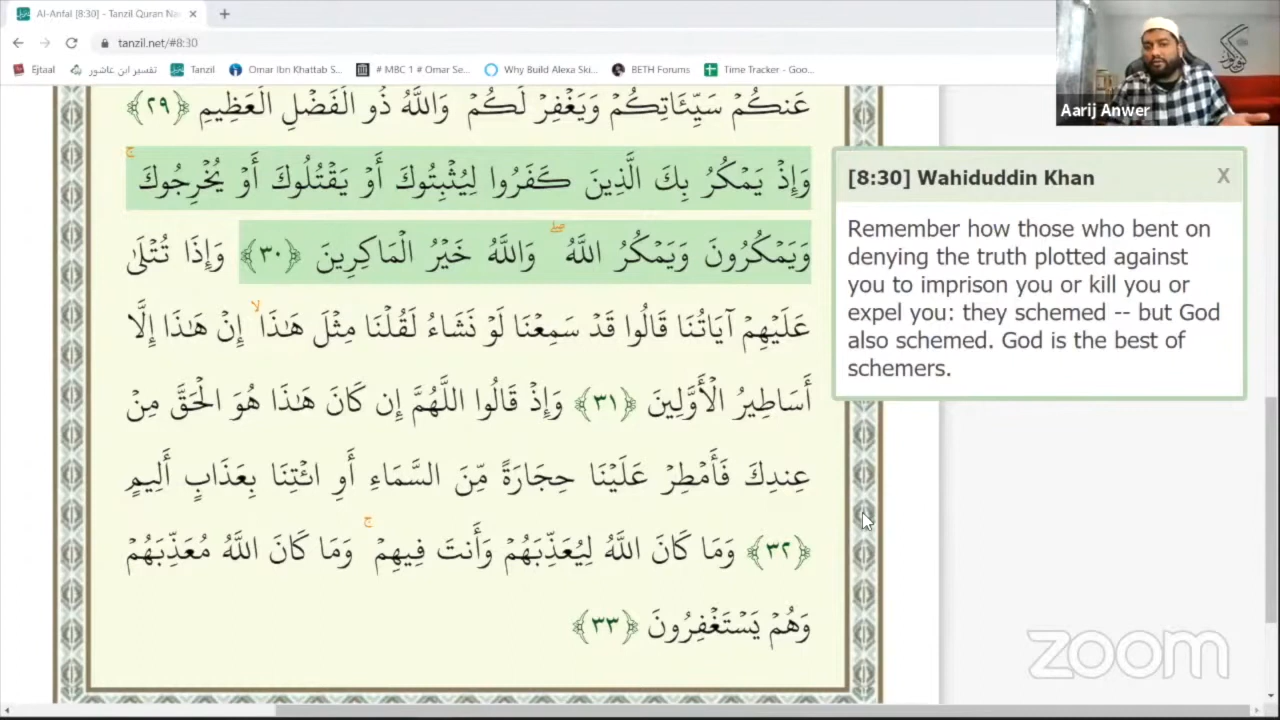 Al-Anfal [8:30] - Tanzil Quran Na
tanzil.net/#8:30
Ejtaal
تفسير ابن عاشور
Tanzil
Omar Ibn Khattab S...
# MBC 1 # Omar Se...
Why Build Alexa Ski...
BETH Forums
Time Tracker - Goo...
Aarij Anwer
عَنكُمْ سَيِّئَاتِكُمْ وَيَغْفِرْ لَكُمْ وَاللَّهُ ذُو الْفَضْلِ الْعَظِيمِ ﴿٢٩﴾
وَإِذْ يَمْكُرُ بِكَ الَّذِينَ كَفَرُوا لِيُثْبِتُوكَ أَوْ يَقْتُلُوكَ أَوْ يُخْرِجُوكَ ۚ
وَيَمْكُرُونَ وَيَمْكُرُ اللَّهُ ۖ وَاللَّهُ خَيْرُ الْمَاكِرِينَ ﴿٣٠﴾ وَإِذَا تُتْلَىٰ
عَلَيْهِمْ آيَاتُنَا قَالُوا قَدْ سَمِعْنَا لَوْ نَشَاءُ لَقُلْنَا مِثْلَ هَٰذَا ۙ إِنْ هَٰذَا إِلَّا
أَسَاطِيرُ الْأَوَّلِينَ ﴿٣١﴾ وَإِذْ قَالُوا اللَّهُمَّ إِن كَانَ هَٰذَا هُوَ الْحَقَّ مِنْ
عِندِكَ فَأَمْطِرْ عَلَيْنَا حِجَارَةً مِّنَ السَّمَاءِ أَوِ ائْتِنَا بِعَذَابٍ أَلِيمٍ
﴿٣٢﴾ وَمَا كَانَ اللَّهُ لِيُعَذِّبَهُمْ وَأَنتَ فِيهِمْ ۚ وَمَا كَانَ اللَّهُ مُعَذِّبَهُمْ
وَهُمْ يَسْتَغْفِرُونَ ﴿٣٣﴾
[8:30] Wahiduddin Khan
X
Remember how those who bent on
denying the truth plotted against
you to imprison you or kill you or
expel you: they schemed -- but God
also schemed. God is the best of
schemers.
zoom